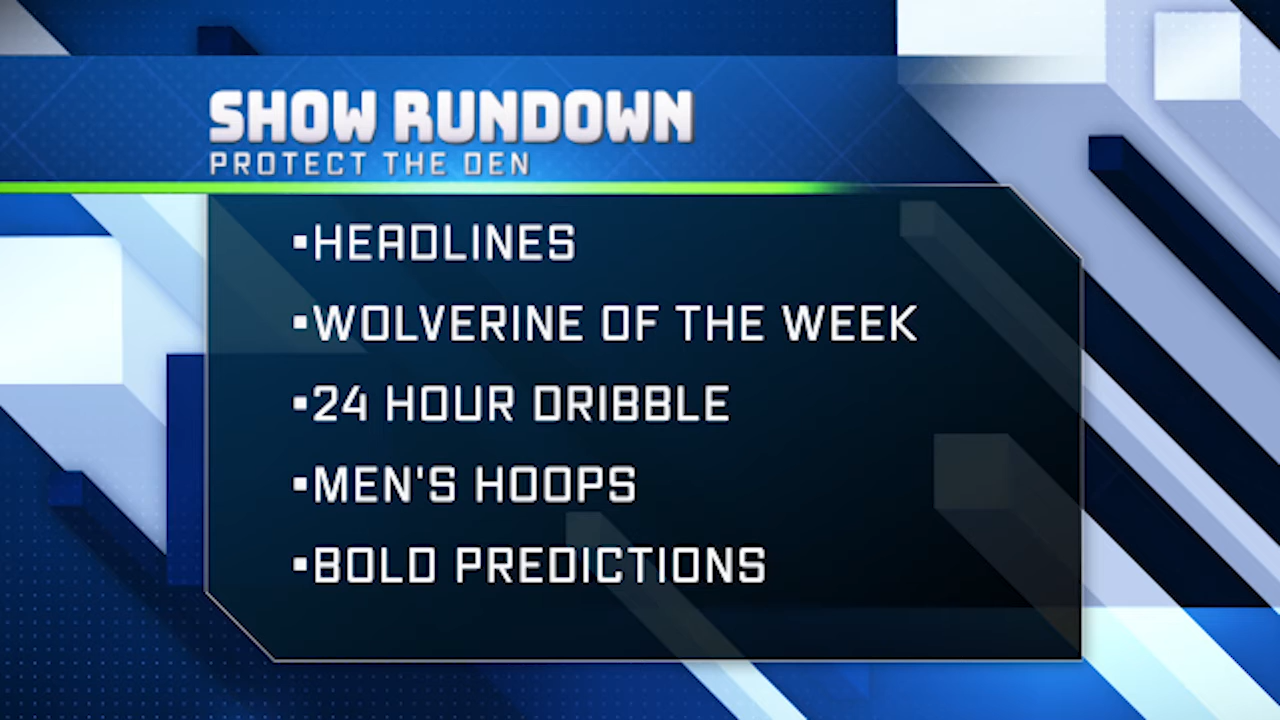 SHOW RUNDOWN
PROTECT THE DEN
▪HEADLINES
▪WOLVERINE OF THE WEEK
▪24 HOUR DRIBBLE
▪MEN'S HOOPS
▪BOLD PREDICTIONS